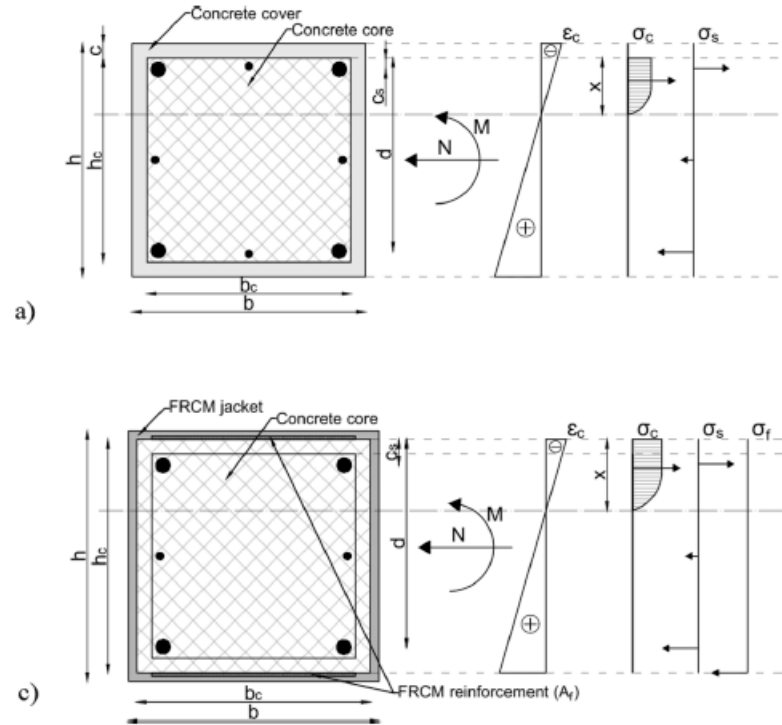 Concrete cover
Concrete core
εc
σc
σs
c
cs
x
M
N
h
hc
d
bc
b
a)
FRCM jacket
Concrete core
εc
σc
σs
σf
cs
x
M
N
h
hc
d
bc
b
FRCM reinforcement (Af)
c)